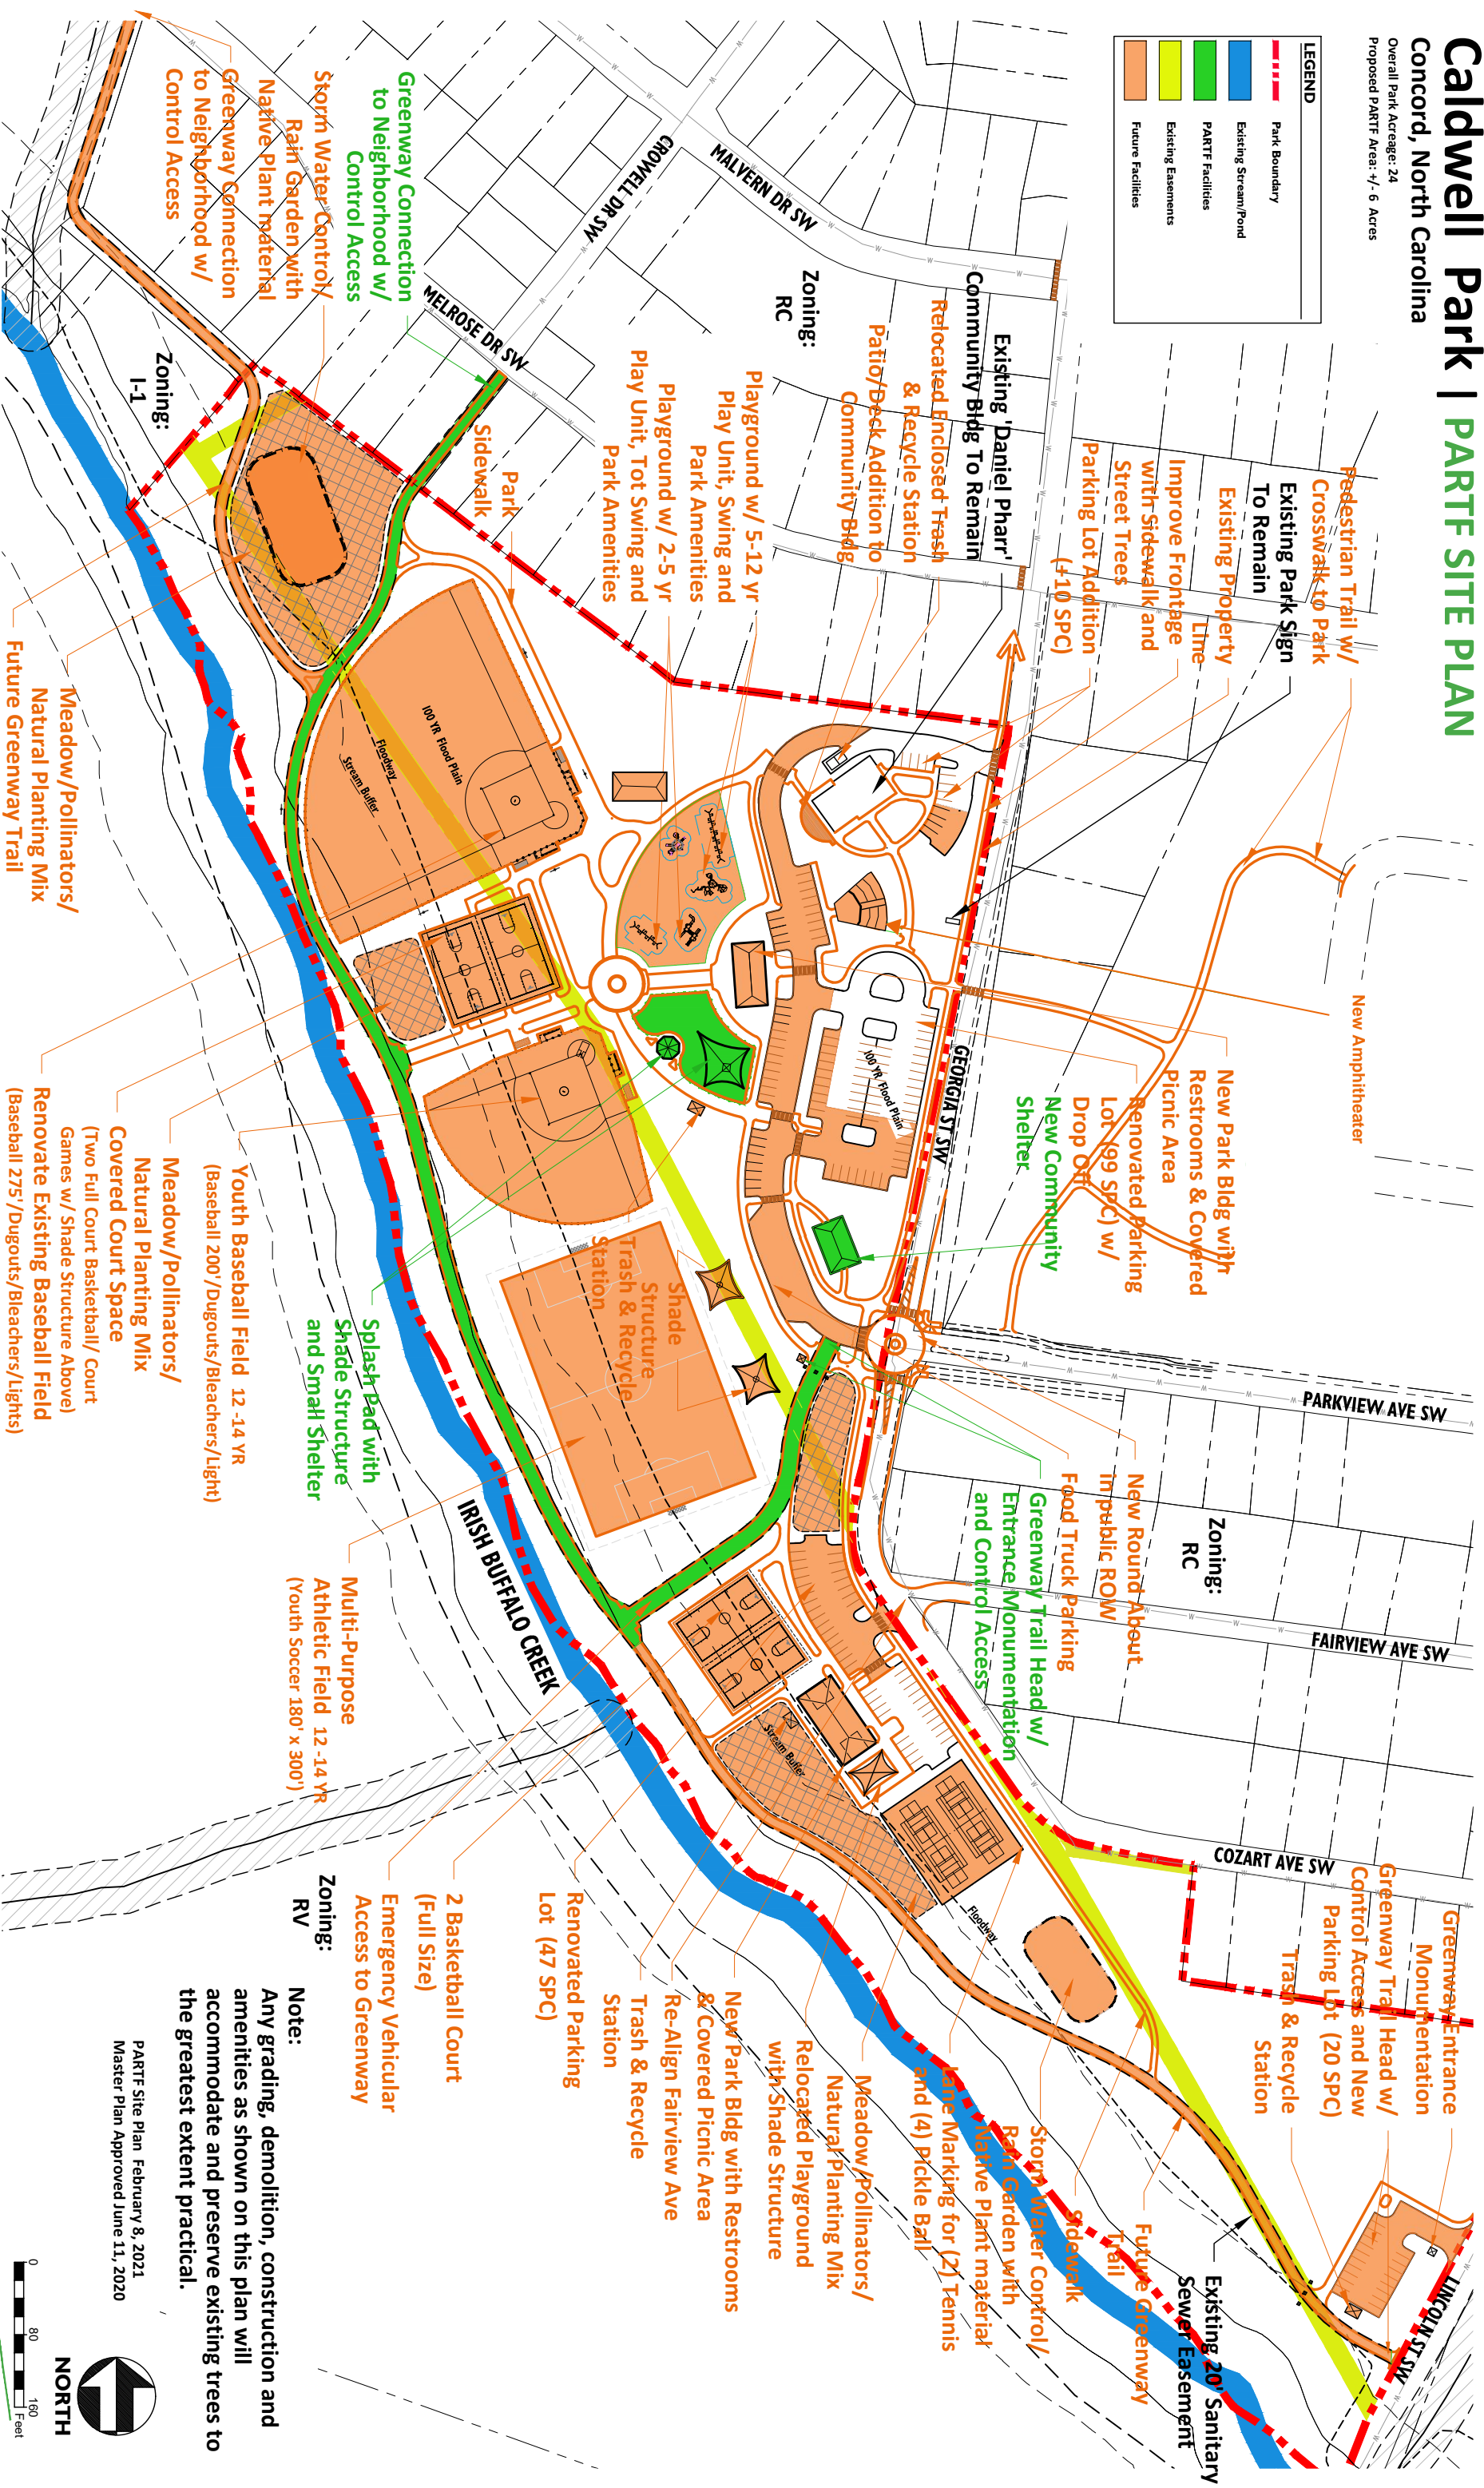 Caldwell Park | PARTF SITE PLAN
Concord, North Carolina
Overall Park Acreage: 24
Proposed PARTF Area: +/- 6 Acres
LEGEND
Park Boundary
Existing Stream/Pond
PARTF Facilities
Existing Easements
Future Facilities
Pedestrian Trail w/
Crosswalk to Park
Existing Park Sign
To Remain
Existing Property
Line
Improve Frontage
with Sidewalk and
Street Trees
Parking Lot Addition
(+10 SPC)
Existing 'Daniel Pharr'
Community Bldg To Remain
Relocated Enclosed Trash
& Recycle Station
Patio/Deck Addition to
Community Bldg
Zoning:
RC
Playground w/ 5-12 yr
Play Unit, Swing and
Park Amenities
Playground w/ 2-5 yr
Play Unit, Tot Swing and
Park Amenities
Park
Sidewalk
MALVERN DR SW
CROWELL DR SW
MELROSE DR SW
Greenway Connection
to Neighborhood w/
Control Access
Storm Water Control/
Rain Garden with
Native Plant material
Greenway Connection
to Neighborhood w/
Control Access
Zoning:
I-1
New Amphitheater
New Park Bldg with
Restrooms & Covered
Picnic Area
Renovated Parking
Lot (99 SPC) w/
Drop Off
New Community
Shelter
GEORGIA ST SW
100 YR Flood Plain
100 YR Flood Plain
Floodway
Stream Buffer
Shade
Structure
Trash & Recycle
Station
Meadow/Pollinators/
Natural Planting Mix
Future Greenway Trail
Renovate Existing Baseball Field
(Baseball 275'/Dugouts/Bleachers/Lights)
Covered Court Space
(Two Full Court Basketball/ Court
Games w/ Shade Structure Above)
Meadow/Pollinators/
Natural Planting Mix
Youth Baseball Field 12 -14 YR
(Baseball 200'/Dugouts/Bleachers/Light)
Splash Pad with
Shade Structure
and Small Shelter
PARKVIEW AVE SW
FAIRVIEW AVE SW
COZART AVE SW
LINCOLN ST SW
Zoning:
RC
New Round About
in public ROW
Food Truck Parking
Greenway Trail Head w/
Entrance Monumentation
and Control Access
IRISH BUFFALO CREEK
Multi-Purpose
Athletic Field 12 -14 YR
(Youth Soccer 180' x 300')
Stream Buffer
Floodway
Greenway Entrance
Monumentation
Greenway Trail Head w/
Control Access and New
Parking Lot (20 SPC)
Trash & Recycle
Station
Existing 20' Sanitary
Sewer Easement
Future Greenway
Trail
Sidewalk
Storm Water Control/
Rain Garden with
Native Plant material
Lane Marking for (2) Tennis
and (4) Pickle Ball
Meadow/Pollinators/
Natural Planting Mix
Relocated Playground
with Shade Structure
New Park Bldg with Restrooms
& Covered Picnic Area
Re-Align Fairview Ave
Trash & Recycle
Station
Renovated Parking
Lot (47 SPC)
2 Basketball Court
(Full Size)
Emergency Vehicular
Access to Greenway
Zoning:
RV
Note:
Any grading, demolition, construction and
amenities as shown on this plan will
accommodate and preserve existing trees to
the greatest extent practical.
PARTF Site Plan February 8, 2021
Master Plan Approved June 11, 2020
0 80 160
Feet
NORTH